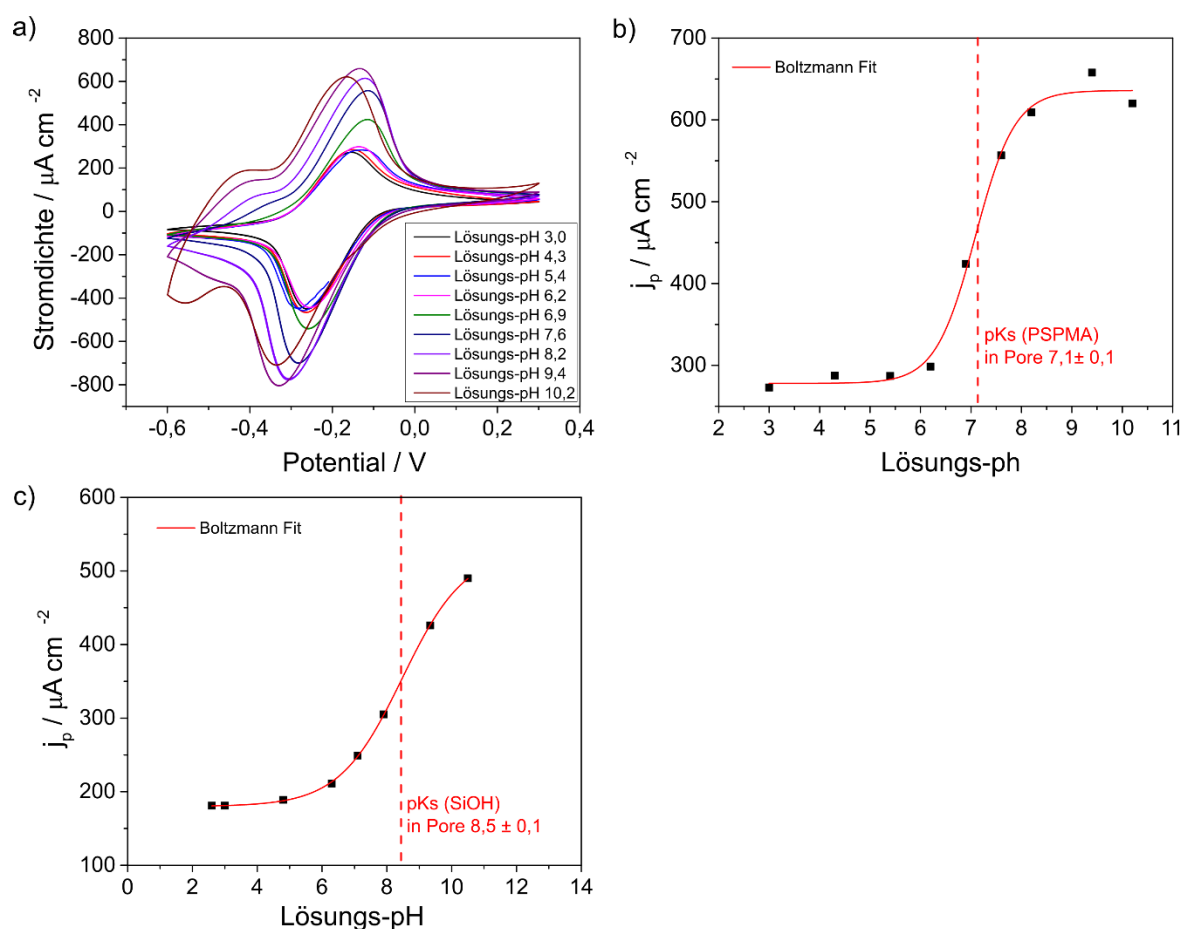 a)
800
600
400
200
0
-200
-400
-600
-800
Stromdichte / μA cm -2
-0,6
-0,4
-0,2
0,0
0,2
0,4
Potential / V
Lösungs-pH 3,0
Lösungs-pH 4,3
Lösungs-pH 5,4
Lösungs-pH 6,2
Lösungs-pH 6,9
Lösungs-pH 7,6
Lösungs-pH 8,2
Lösungs-pH 9,4
Lösungs-pH 10,2
b)
700
600
500
400
300
200
jp / μA cm -2
Boltzmann Fit
pKs (PSPMA)
in Pore 7,1± 0,1
2
3
4
5
6
7
8
9
10
11
Lösungs-ph
c)
600
500
400
300
200
100
jp / μA cm -2
Boltzmann Fit
pKs (SiOH)
in Pore 8,5 ± 0,1
0
2
4
6
8
10
12
14
Lösungs-pH